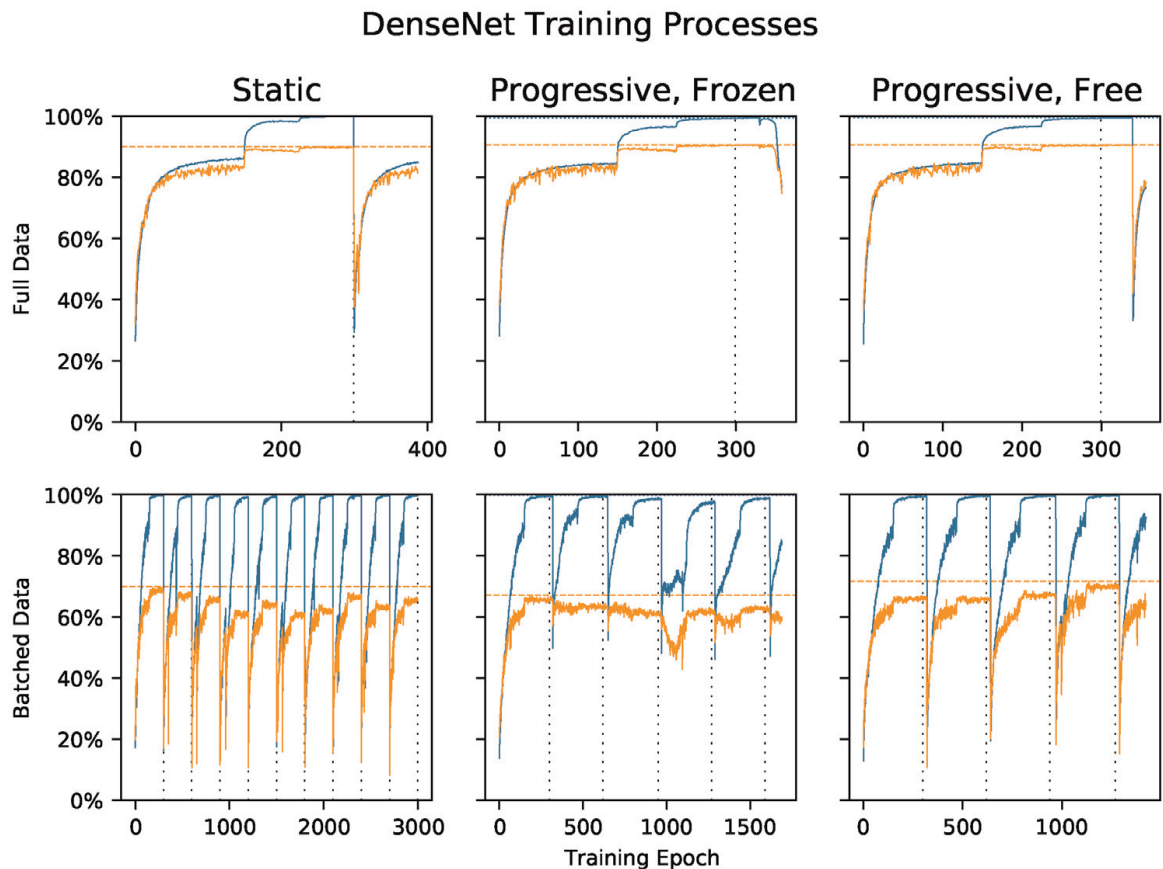 DenseNet Training Processes
Static
Progressive, Frozen
Progressive, Free
Full Data
100%
80%
60%
40%
20%
0%
0 200 400
0 100 200 300
0 100 200 300
Batched Data
100%
80%
60%
40%
20%
0%
0 1000 2000 3000
0 500 1000 1500
0 500 1000
Training Epoch